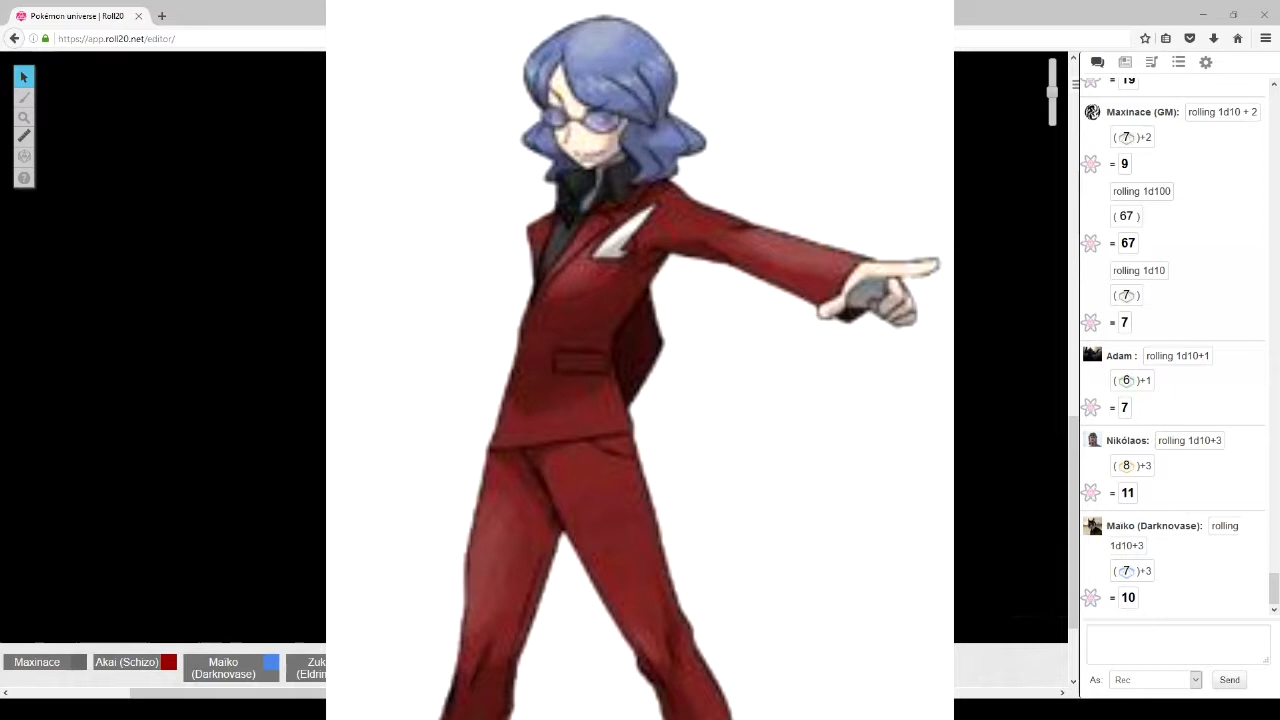 Pokémon universe | Roll20
https://app.roll20.net/editor/
19
Maxinace (GM): rolling 1d10 + 2
(7)+2
= 9
rolling 1d100
(67)
= 67
rolling 1d10
(7)
= 7
Adam : rolling 1d10+1
(6)+1
= 7
Nikólaos: rolling 1d10+3
(8)+3
= 11
Maiko (Darknovase): rolling
1d10+3
(7)+3
= 10
As: Rec Send
Maxinace Akai (Schizo) Maiko Zuk
(Darknovase) (Eldrin